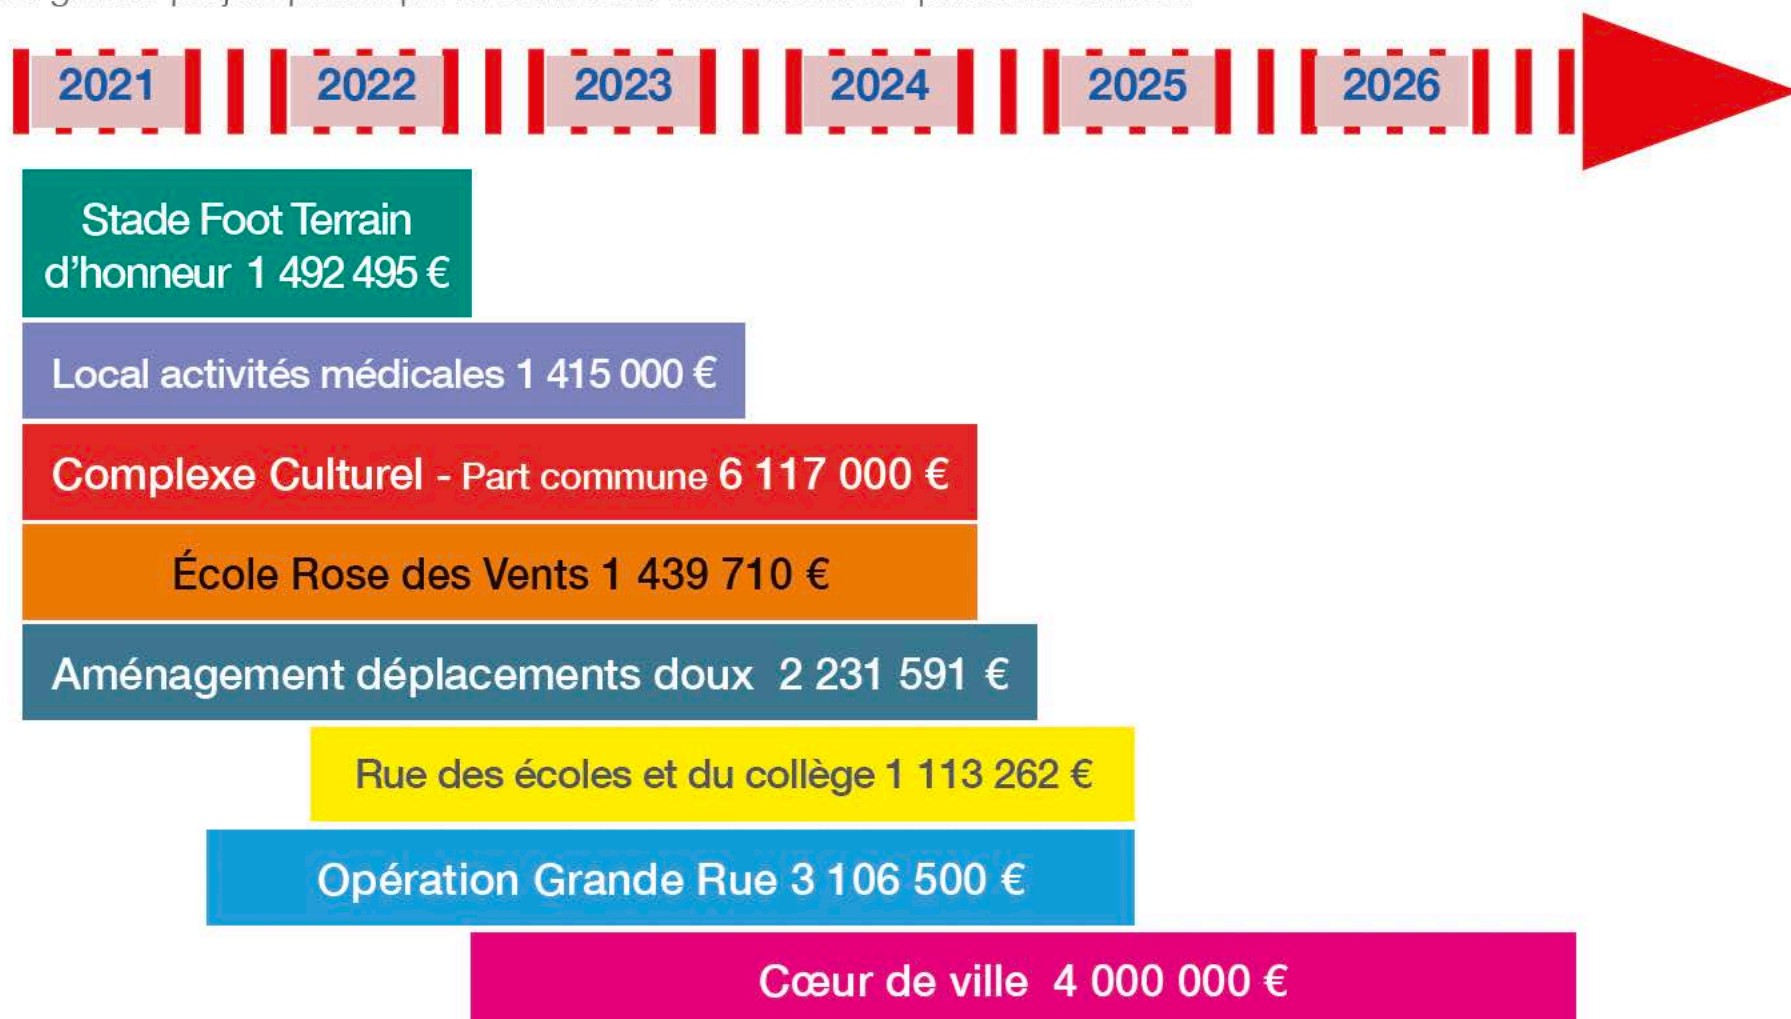 2021 2022 2023 2024 2025 2026
Stade Foot Terrain
d'honneur 1 492 495 €
Local activités médicales 1 415 000 €
Complexe Culturel - Part commune 6 117 000 €
École Rose des Vents 1 439 710 €
Aménagement déplacements doux 2 231 591 €
Rue des écoles et du collège 1 113 262 €
Opération Grande Rue 3 106 500 €
Cœur de ville 4 000 000 €